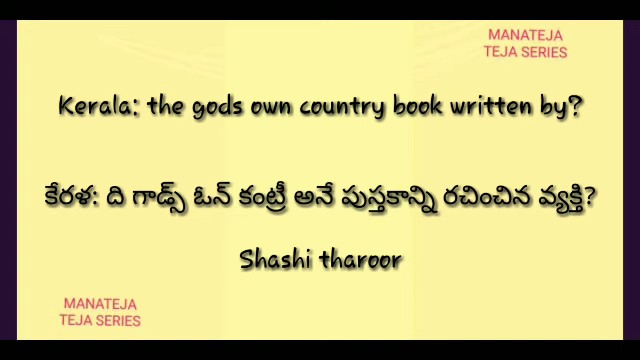 MANATEJA
TEJA SERIES
Kerala: the gods own country book written by?
కేరళ: ది గాడ్స్ ఓన్ కంట్రీ అనే పుస్తకాన్ని రచించిన వ్యక్తి?
Shashi tharoor
MANATEJA
TEJA SERIES